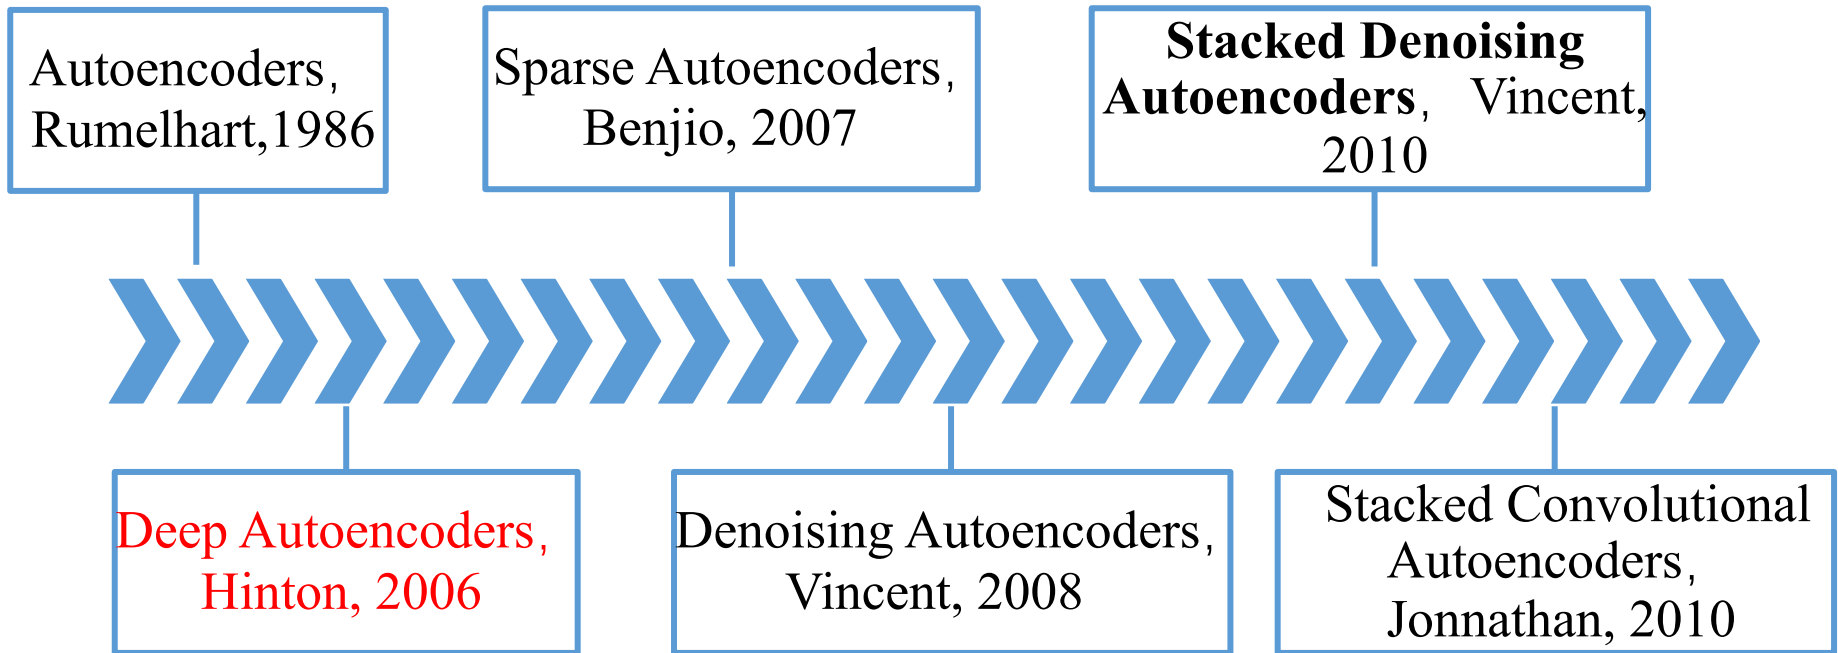 Autoencoders,
Rumelhart,1986
Sparse Autoencoders,
Benjio, 2007
Stacked Denoising
Autoencoders, Vincent,
2010
Deep Autoencoders,
Hinton, 2006
Denoising Autoencoders,
Vincent, 2008
Stacked Convolutional
Autoencoders,
Jonnathan, 2010